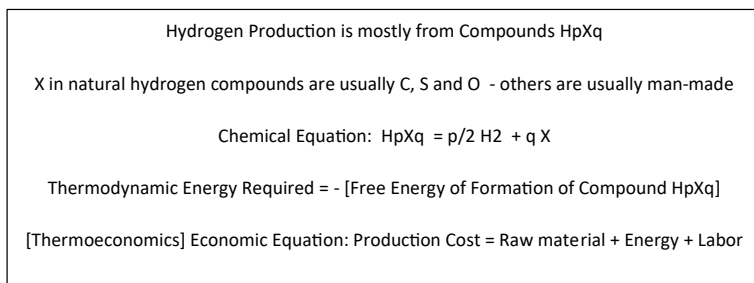 Hydrogen Production is mostly from Compounds HpXq
X in natural hydrogen compounds are usually C, S and O - others are usually man-made
Chemical Equation: HpXq = p/2 H2 + q X
Thermodynamic Energy Required = - [Free Energy of Formation of Compound HpXq]
[Thermoeconomics] Economic Equation: Production Cost = Raw material + Energy + Labor